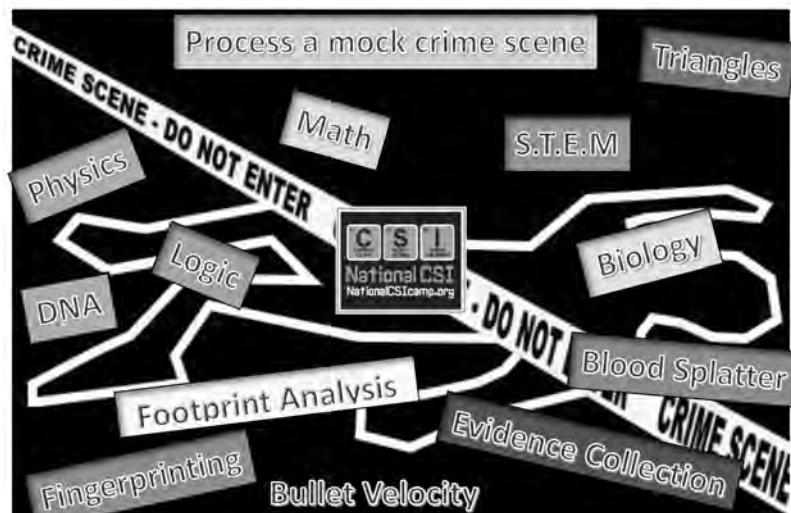 Process a mock crime scene
Triangles
CRIME SCENE - DO NOT ENTER
Math
S.T.E.M
Physics
Logic
Biology
C S I
National CSI
NationalCSIcamp.org
DNA
DO NOT
CRIME SCENE
Blood Splatter
Footprint Analysis
Evidence Collection
Fingerprinting
Bullet Velocity